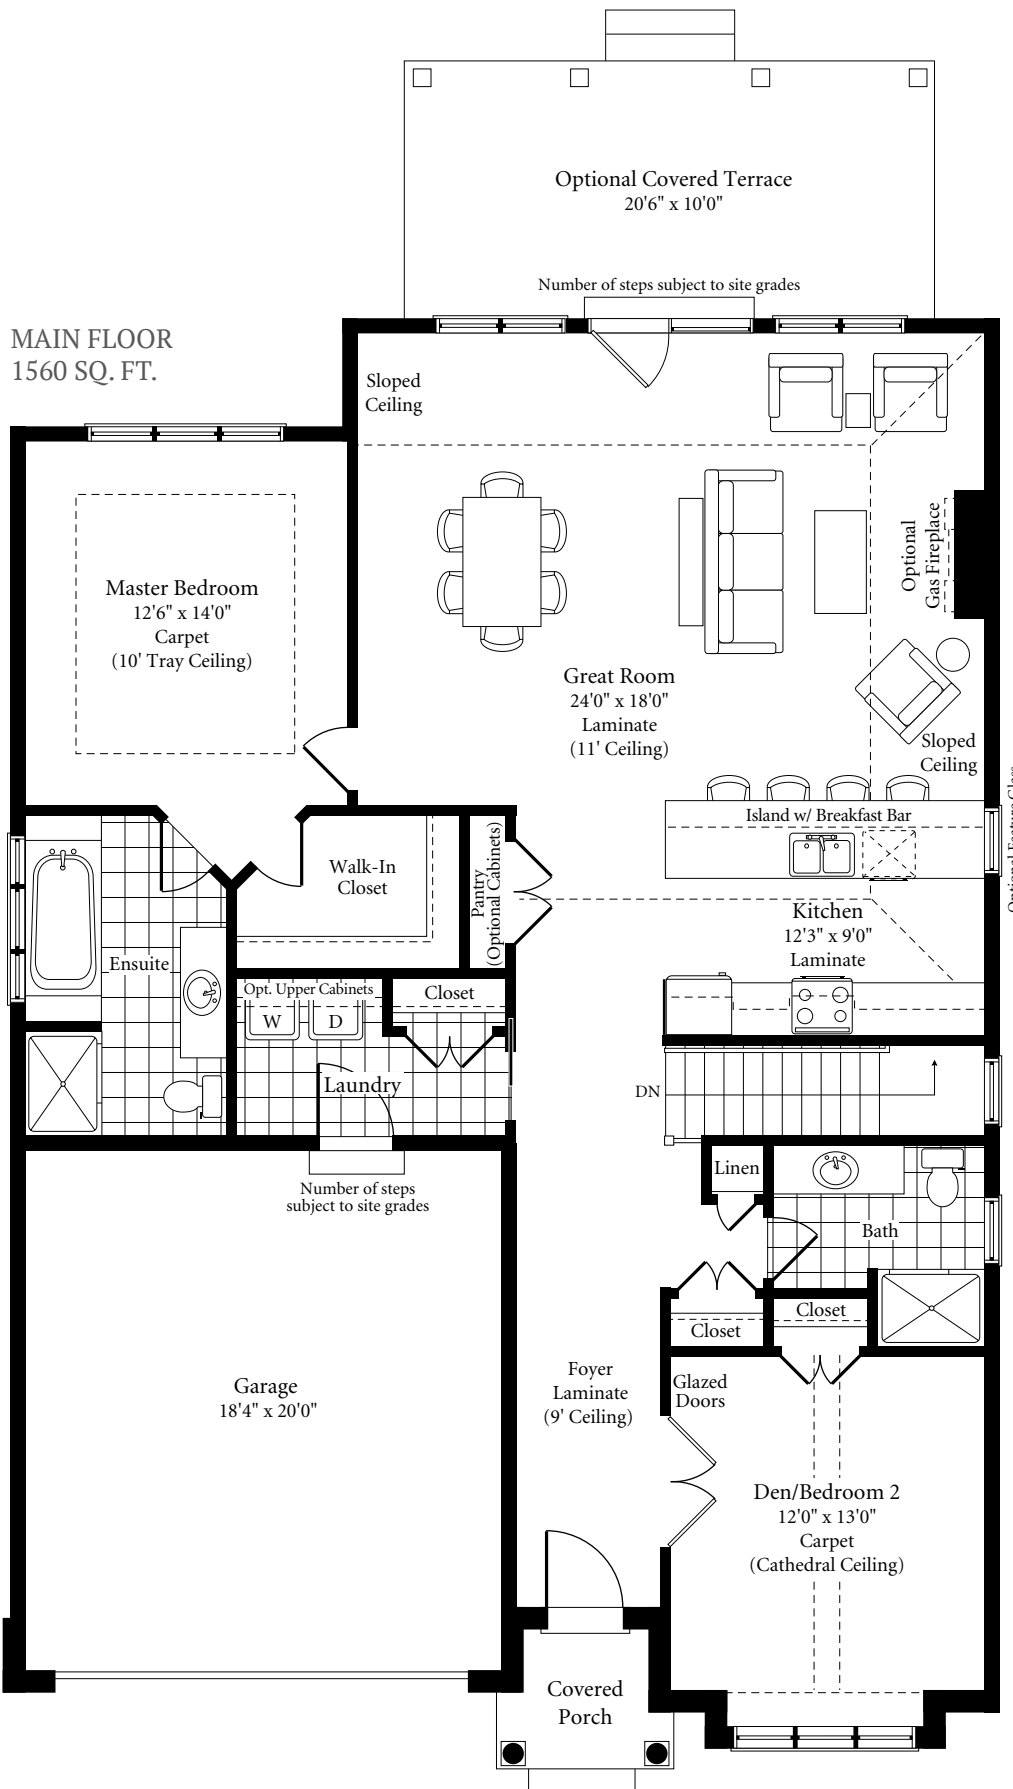 Optional Covered Terrace
20'6" x 10'0"
Number of steps subject to site grades
MAIN FLOOR
1560 SQ. FT.
Sloped
Ceiling
Optional
Gas Fireplace
Master Bedroom
12'6" x 14'0"
Carpet
(10' Tray Ceiling)
Great Room
24'0" x 18'0"
Laminate
(11' Ceiling)
Sloped
Ceiling
Island w/ Breakfast Bar
Optional Feature Glass
Walk-In
Closet
Pantry
(Optional Cabinets)
Kitchen
12'3" x 9'0"
Laminate
Ensuite
Opt. Upper Cabinets
W
D
Closet
Laundry
DN
Number of steps
subject to site grades
Linen
Bath
Closet
Closet
Garage
18'4" x 20'0"
Foyer
Laminate
(9' Ceiling)
Glazed
Doors
Den/Bedroom 2
12'0" x 13'0"
Carpet
(Cathedral Ceiling)
Covered
Porch